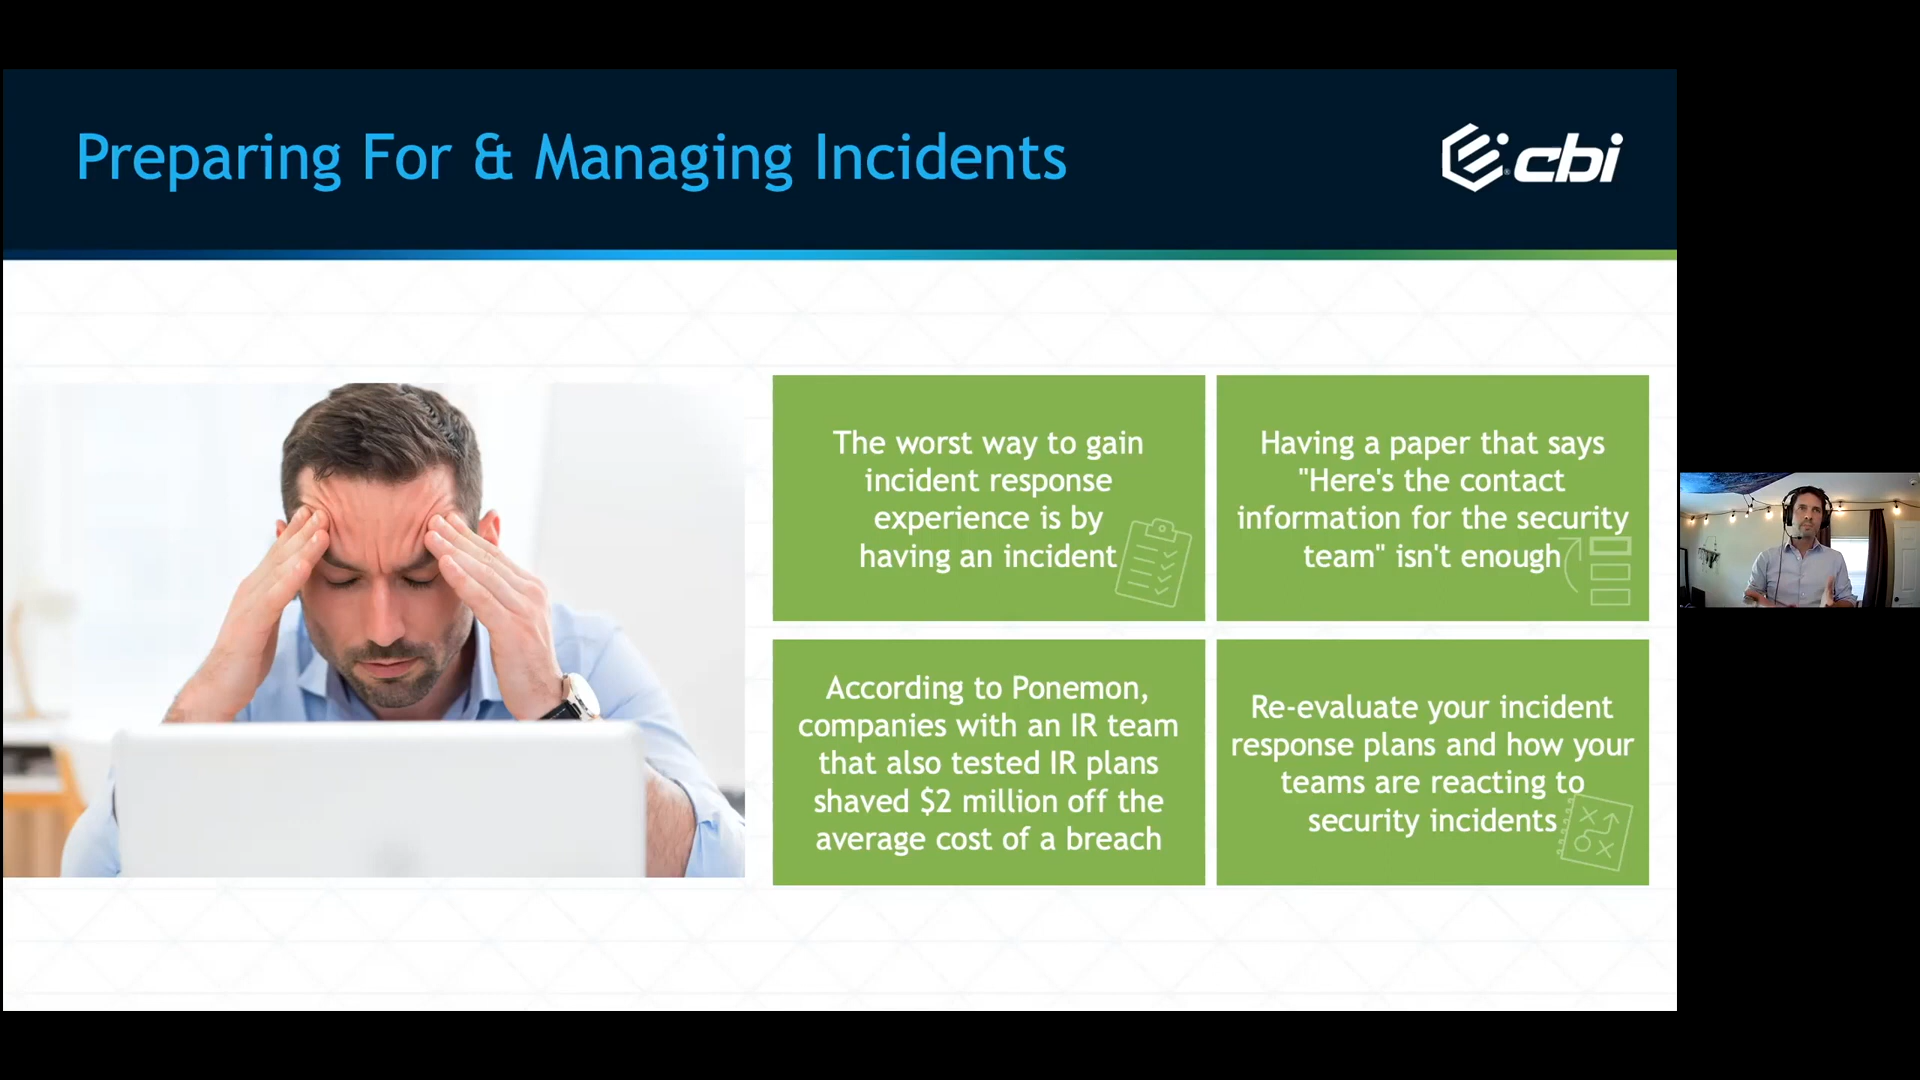 Preparing For & Managing Incidents
cbi
The worst way to gain
incident response
experience is by
having an incident
Having a paper that says
"Here's the contact
information for the security
team" isn't enough
According to Ponemon,
companies with an IR team
that also tested IR plans
shaved $2 million off the
average cost of a breach
Re-evaluate your incident
response plans and how your
teams are reacting to
security incidents